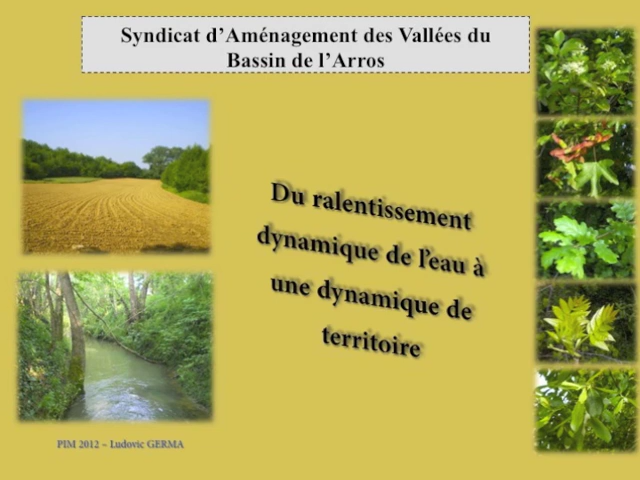 Syndicat d’Aménagement des Vallées du
Bassin de l’Arros
Du ralentissement
dynamique de l’eau à
une dynamique de
territoire
PIM 2012 – Ludovic GERMA